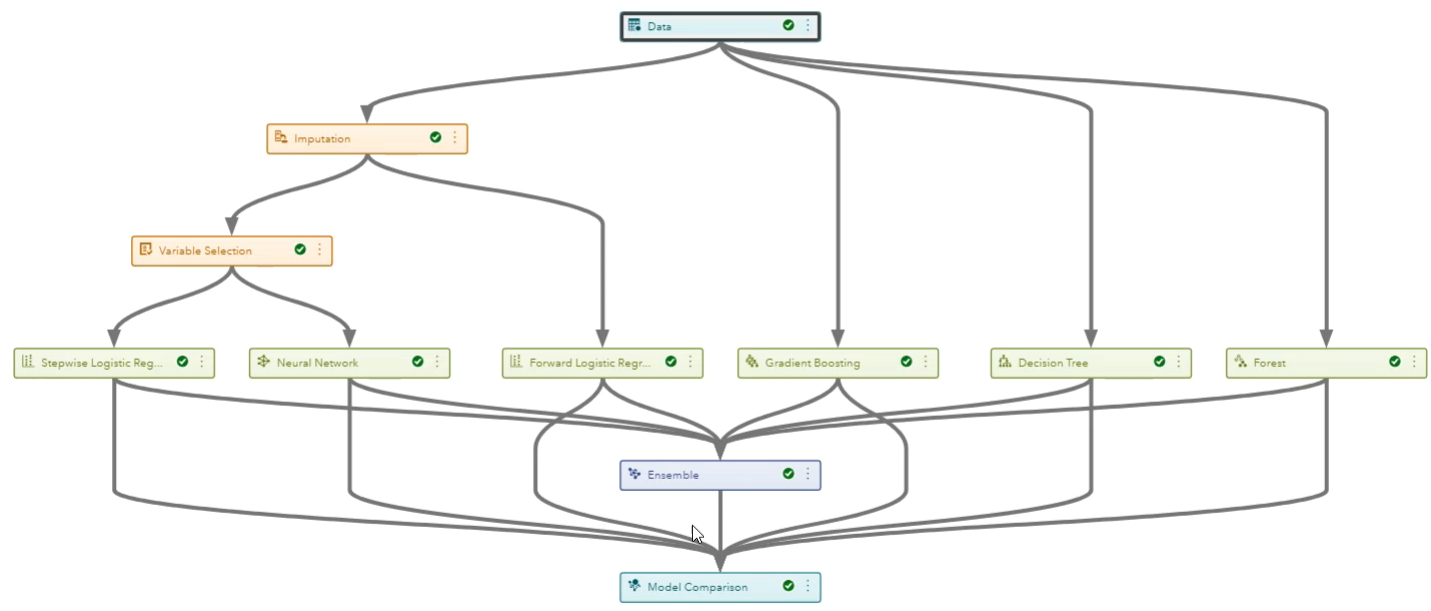 Data
Imputation
Variable Selection
Stepwise Logistic Reg...
Neural Network
Forward Logistic Regr...
Gradient Boosting
Decision Tree
Forest
Ensemble
Model Comparison